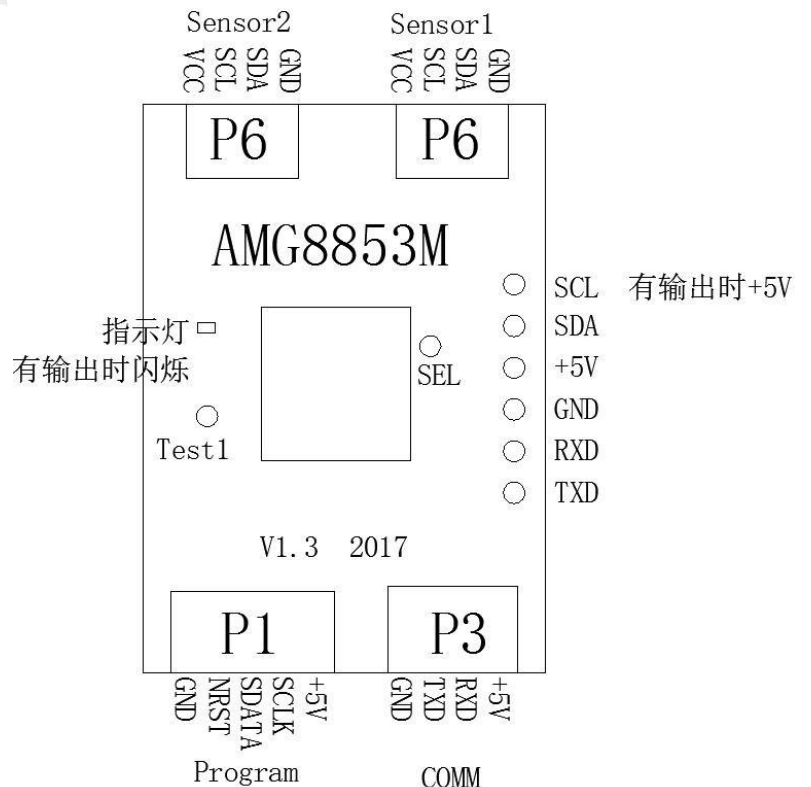 Sensor2 Sensor1
VCC SCL SDA GND VCC SCL SDA GND
P6 P6
AMG8853M
SCL 有输出时+5V
指示灯 SDA
有输出时闪烁 SEL +5V
GND
Test1 RXD
TXD
V1.3 2017
P1 P3
GND NRST SDATA SCLK +5V GND TXD RXD +5V
Program COMM